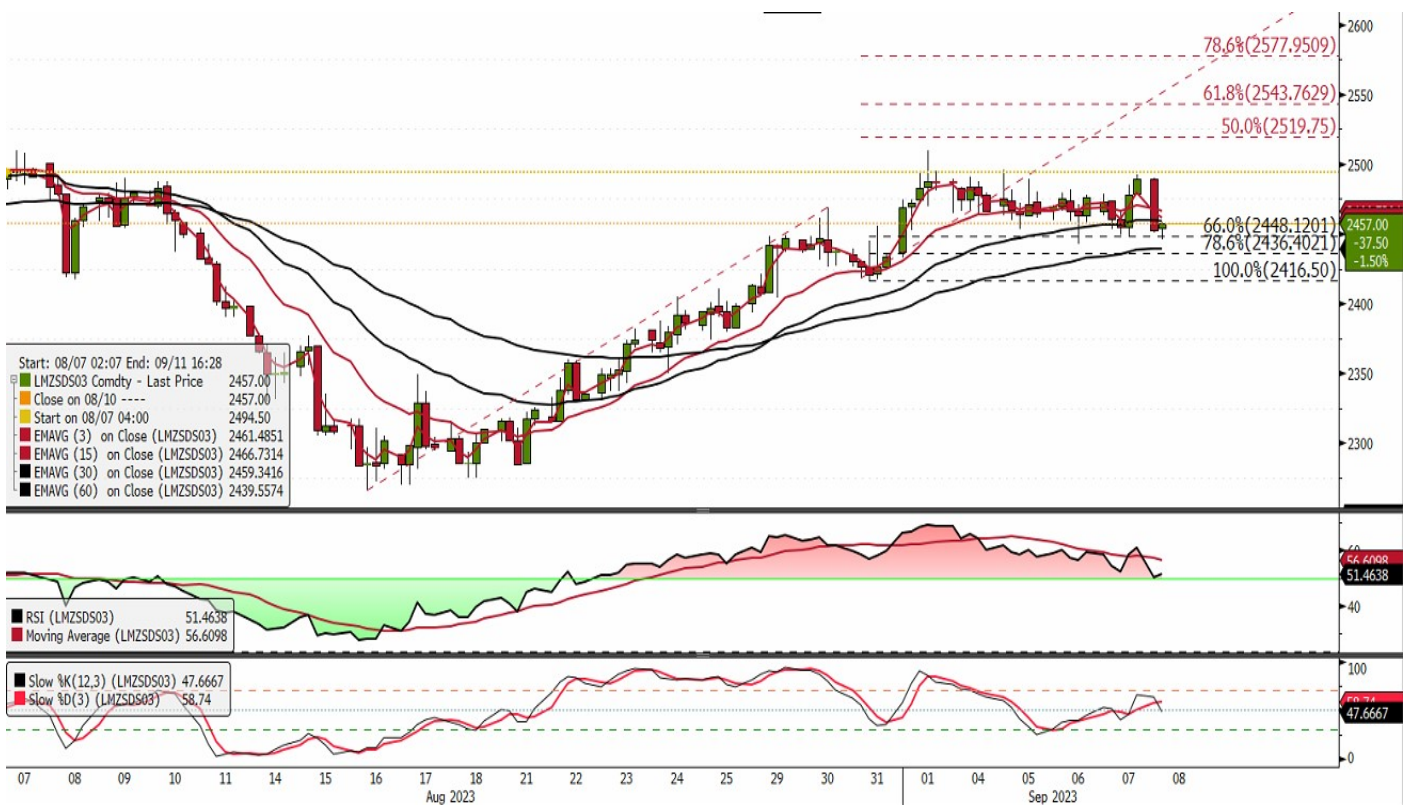 2600
78.6%(2577.9509)
2550
61.8%(2543.7629)
50.0%(2519.75)
2500
2457.00
-37.50
-1.50%
66.0%(2448.1201)
78.6%(2436.4021)
100.0%(2416.50)
2400
2350
2300
Start: 08/07 02:07 End: 09/11 16:28
LMZSDS03 Comdty - Last Price 2457.00
Close on 08/10 ---- 2457.00
Start on 08/07 04:00 2494.50
EMAVG (3) on Close (LMZSDS03) 2461.4851
EMAVG (15) on Close (LMZSDS03) 2466.7314
EMAVG (30) on Close (LMZSDS03) 2459.3416
EMAVG (60) on Close (LMZSDS03) 2439.5574
60
56.6098
51.4638
40
RSI (LMZSDS03) 51.4638
Moving Average (LMZSDS03) 56.6098
100
Slow %K(12,3) (LMZSDS03) 47.6667
Slow %D(3) (LMZSDS03) 58.74
58.74
47.6667
0
07 08 09 10 11 14 15 16 17 18 21 22 23 24 25 28 29 30 31 01 04 05 06 07 08
Aug 2023 Sep 2023